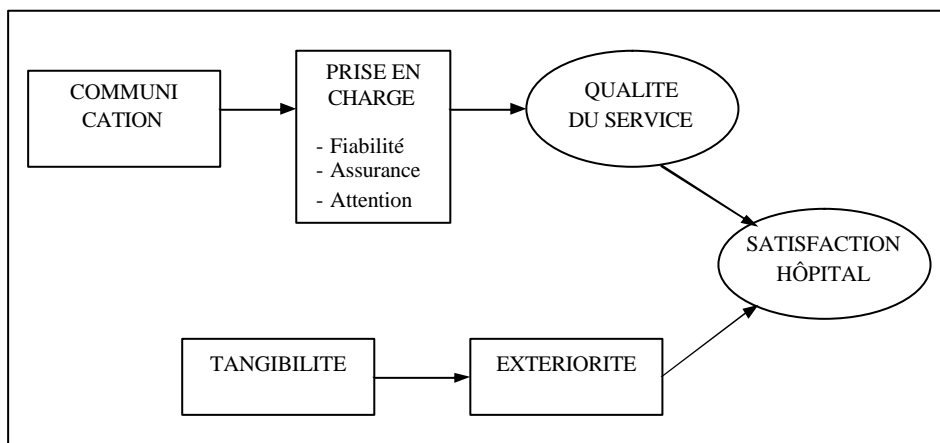 COMMUNI
CATION
PRISE EN
CHARGE
- Fiabilité
- Assurance
- Attention
QUALITE
DU SERVICE
SATISFACTION
HÔPITAL
TANGIBILITE
EXTERIORITE